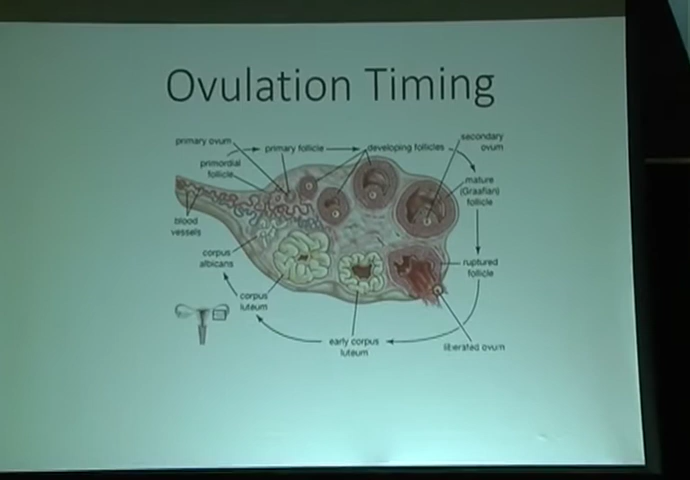 Ovulation Timing
primary ovum
primary follicle
developing follicles
secondary
ovum
primordial
follicle
mature
(Graafian)
follicle
blood
vessels
corpus
albicans
ruptured
follicle
corpus
luteum
early corpus
luteum
liberated ovum